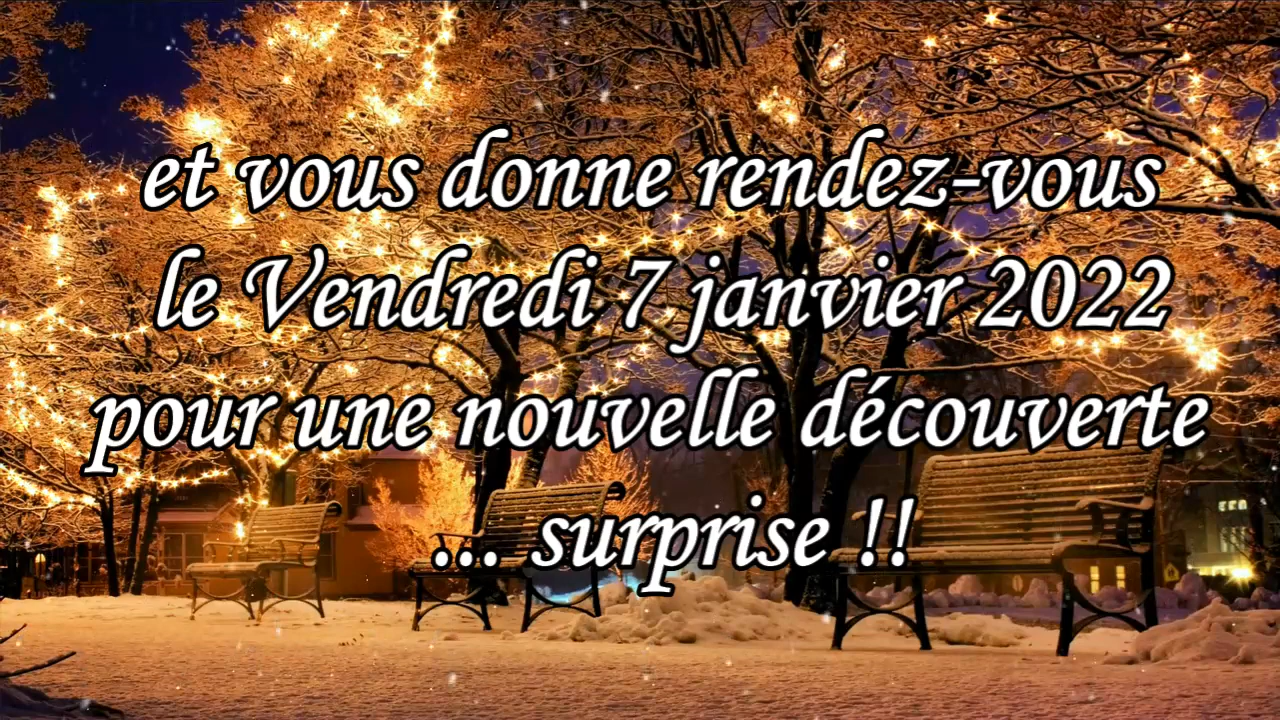 et vous donne rendez-vous
le Vendredi 7 janvier 2022
pour une nouvelle découverte
... surprise !!